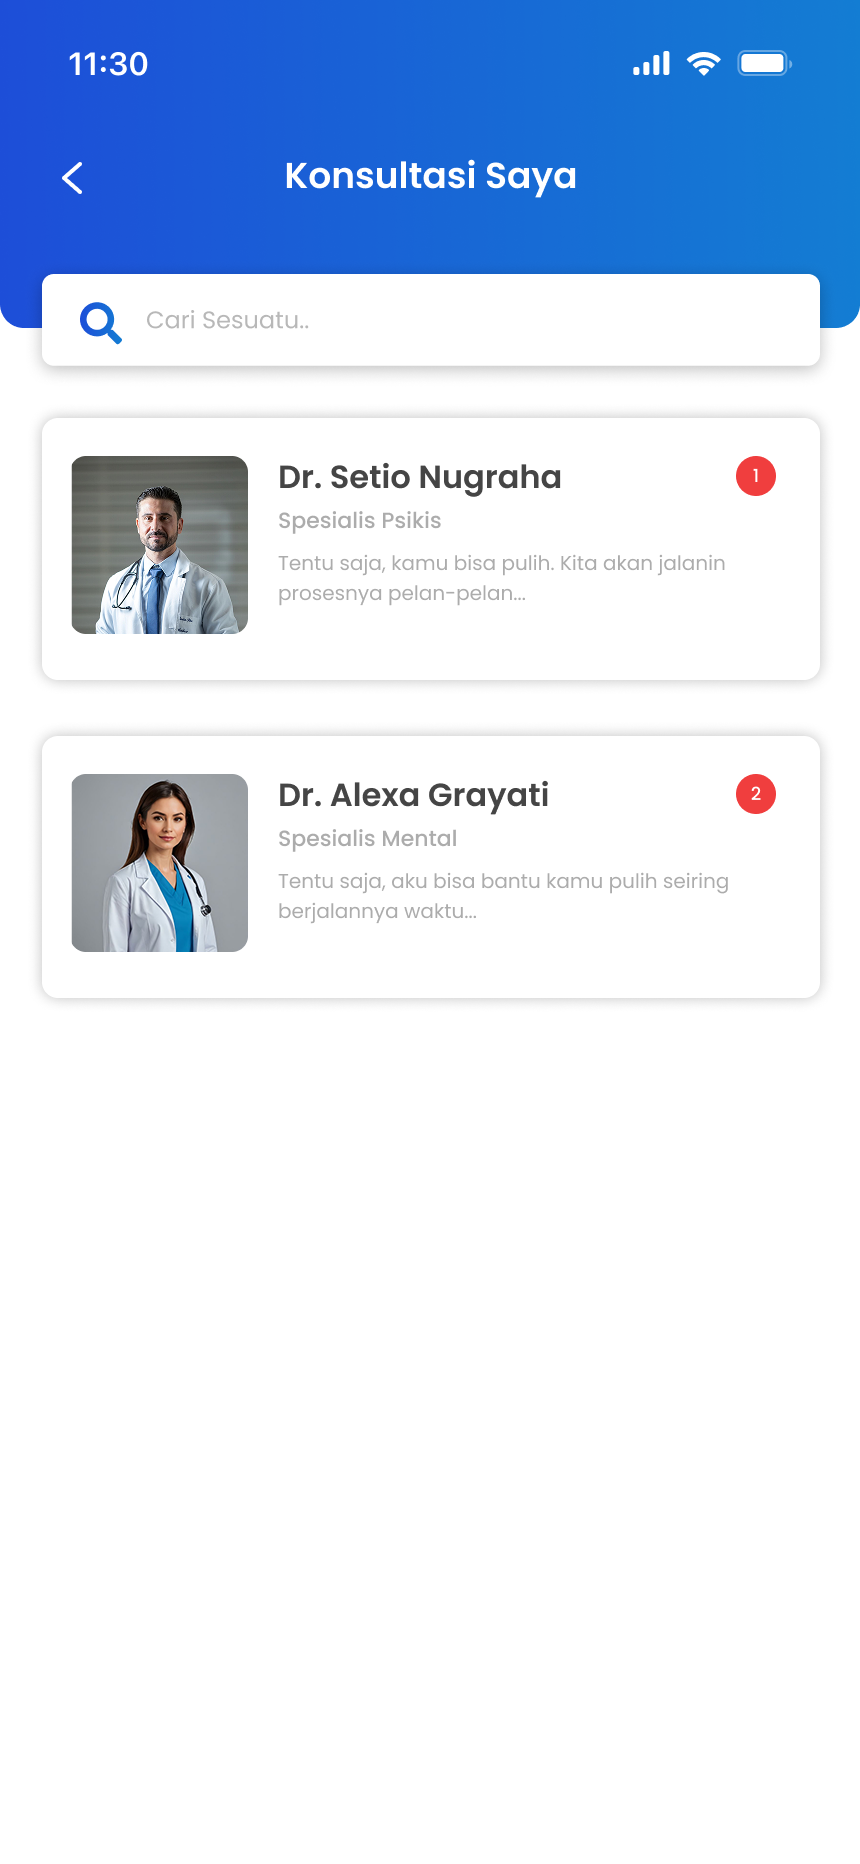 11:30
Konsultasi Saya
Cari Sesuatu..
Dr. Setio Nugraha
1
Spesialis Psikis
Tentu saja, kamu bisa pulih. Kita akan jalanin
prosesnya pelan-pelan...
Dr. Alexa Grayati
2
Spesialis Mental
Tentu saja, aku bisa bantu kamu pulih seiring
berjalannya waktu...